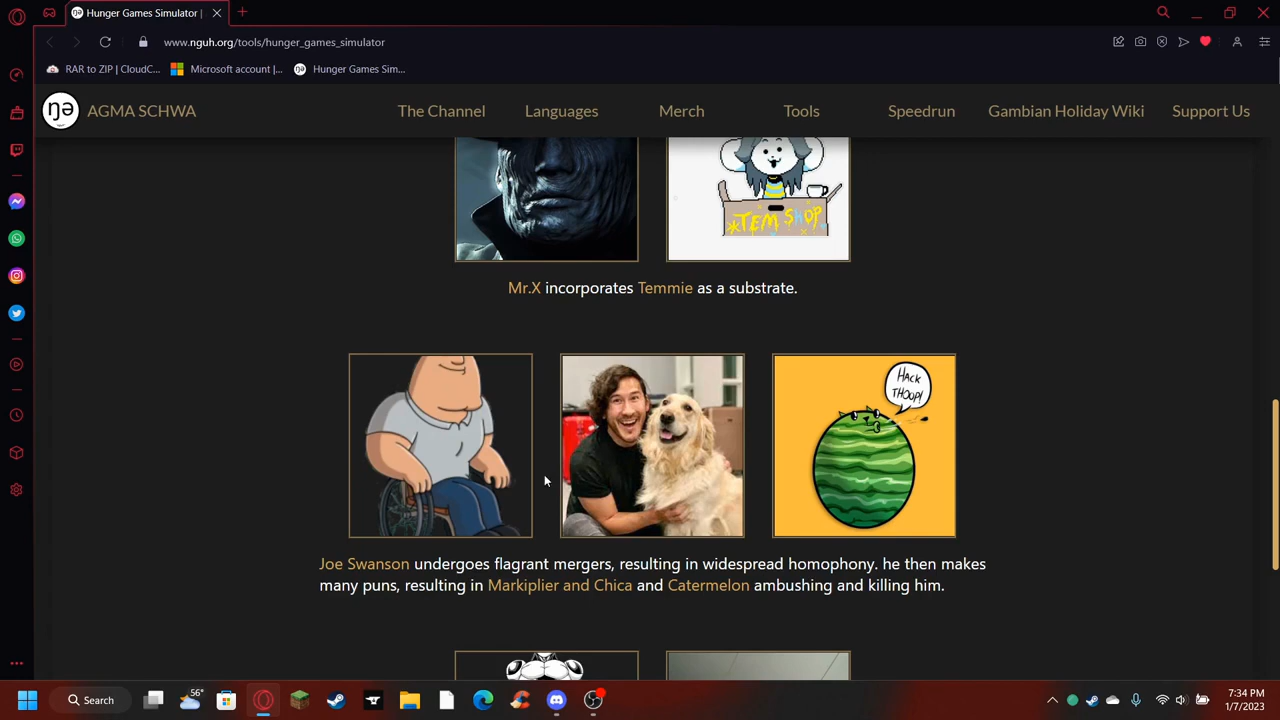 Hunger Games Simulator |
www.nguh.org/tools/hunger_games_simulator
RAR to ZIP | CloudC... Microsoft account |... Hunger Games Sim...
ŋə AGMA SCHWA The Channel Languages Merch Tools Speedrun Gambian Holiday Wiki Support Us
*TEM SHOP
Mr.X incorporates Temmie as a substrate.
HACK
THOUP!
Joe Swanson undergoes flagrant mergers, resulting in widespread homophony. he then makes
many puns, resulting in Markiplier and Chica and Catermelon ambushing and killing him.
56°
Search
7:34 PM
1/7/2023